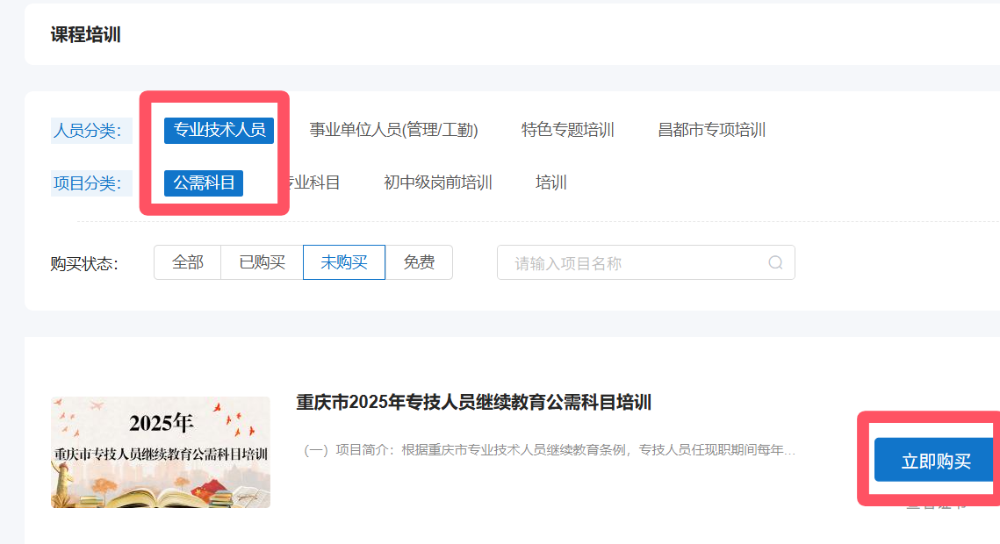 课程培训
人员分类： 专业技术人员 事业单位人员(管理/工勤) 特色专题培训 昌都市专项培训
项目分类： 公需科目 专业科目 初中级岗前培训 培训
购买状态： 全部 已购买 未购买 免费 请输入项目名称
重庆市2025年专技人员继续教育公需科目培训
2025年
重庆市专技人员继续教育公需科目培训
（一）项目简介：根据重庆市专业技术人员继续教育条例，专技人员任现职期间每年...
立即购买